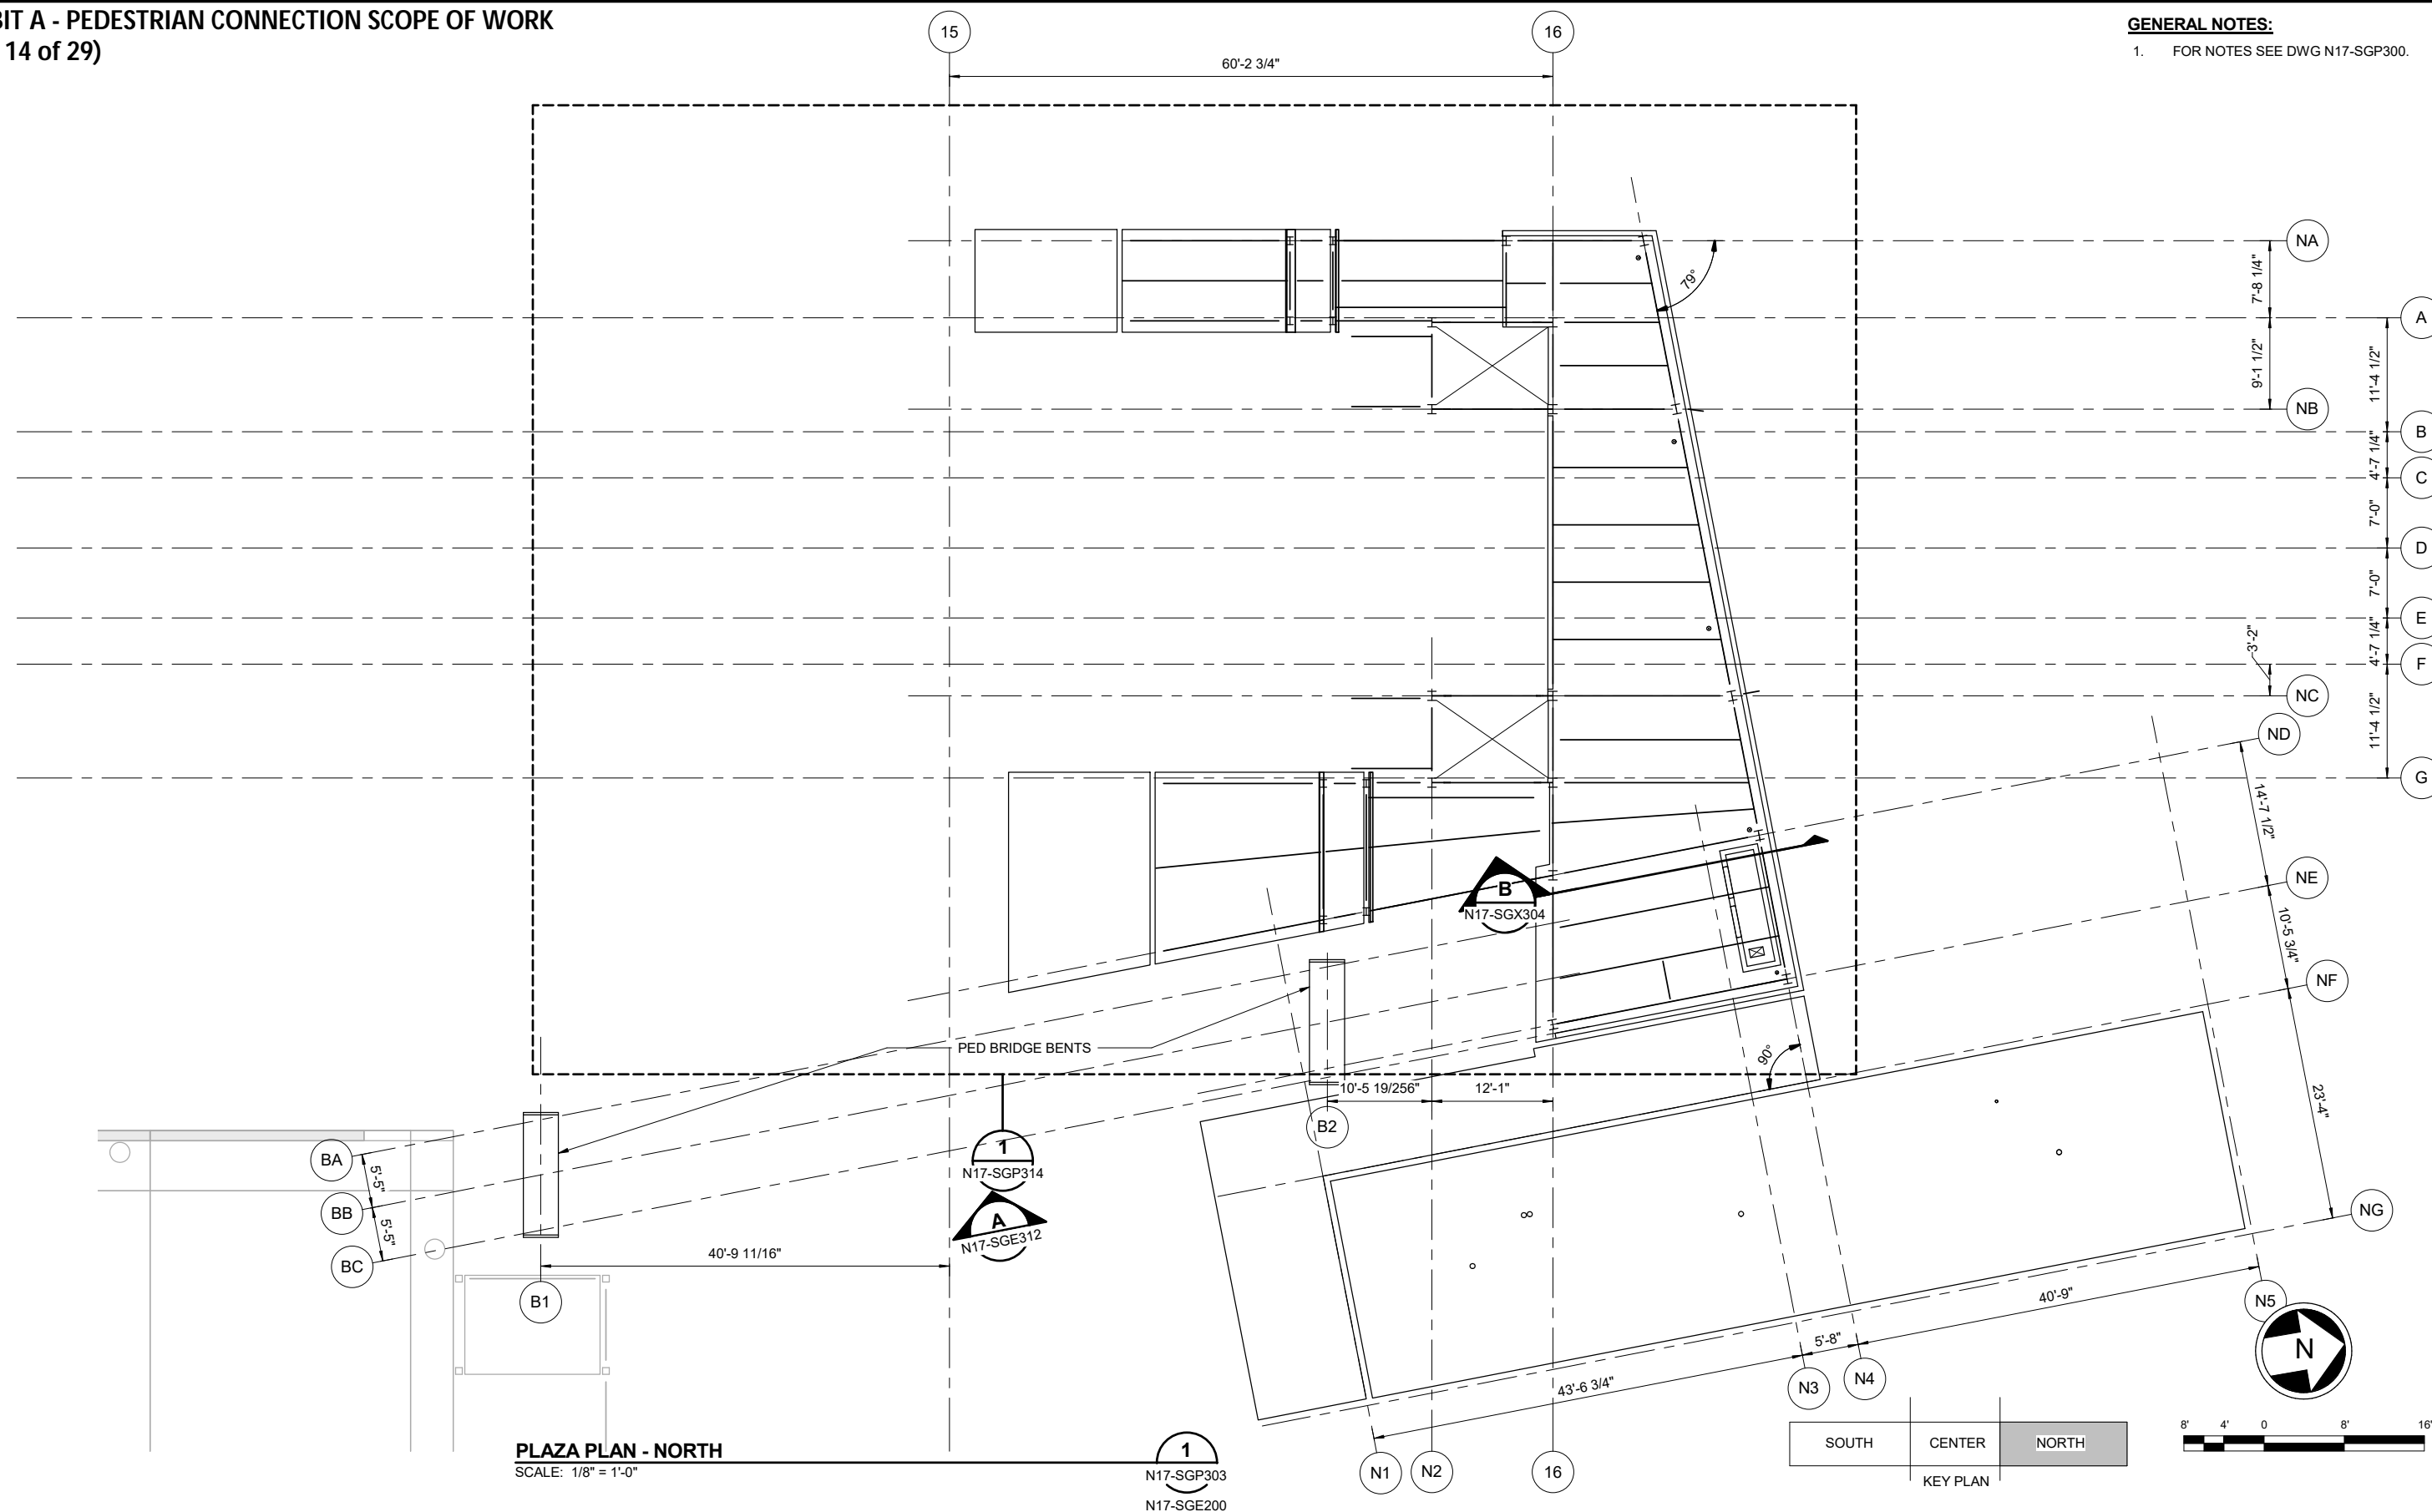 BIT A - PEDESTRIAN CONNECTION SCOPE OF WORK
14 of 29)
GENERAL NOTES:
1. FOR NOTES SEE DWG N17-SGP300.
15
16
60'-2 3/4"
NA
7'-8 1/4"
79°
A
9'-1 1/2"
11'-4 1/2"
NB
B
4'-7 1/4"
C
7'-0"
D
7'-0"
E
4'-7 1/4"
3'-2"
F
NC
11'-4 1/2"
ND
G
14'-7 1/2"
B
N17-SGX304
NE
10'-5 3/4"
NF
PED BRIDGE BENTS
90°
10'-5 19/256"
12'-1"
23'-4"
B2
1
N17-SGP314
BA
5'-5"
BB
5'-5"
BC
A
N17-SGE312
NG
40'-9 11/16"
B1
40'-9"
N5
5'-8"
N
43'-6 3/4"
N3
N4
8' 4' 0 8' 16'
SOUTH CENTER NORTH
KEY PLAN
PLAZA PLAN - NORTH
SCALE: 1/8" = 1'-0"
1
N17-SGP303
N17-SGE200
N1
N2
16